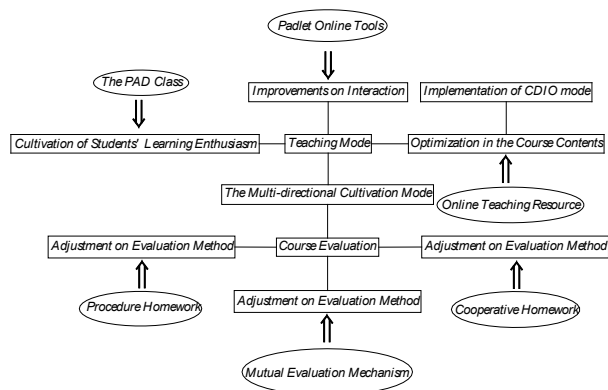 Padlet Online Tools
The PAD Class
Improvements on Interaction
Implementation of CDIO mode
Cultivation of Students' Learning Enthusiasm
Teaching Mode
Optimization in the Course Contents
The Multi-directional Cultivation Mode
Online Teaching Resource
Adjustment on Evaluation Method
Course Evaluation
Adjustment on Evaluation Method
Procedure Homework
Adjustment on Evaluation Method
Cooperative Homework
Mutual Evaluation Mechanism